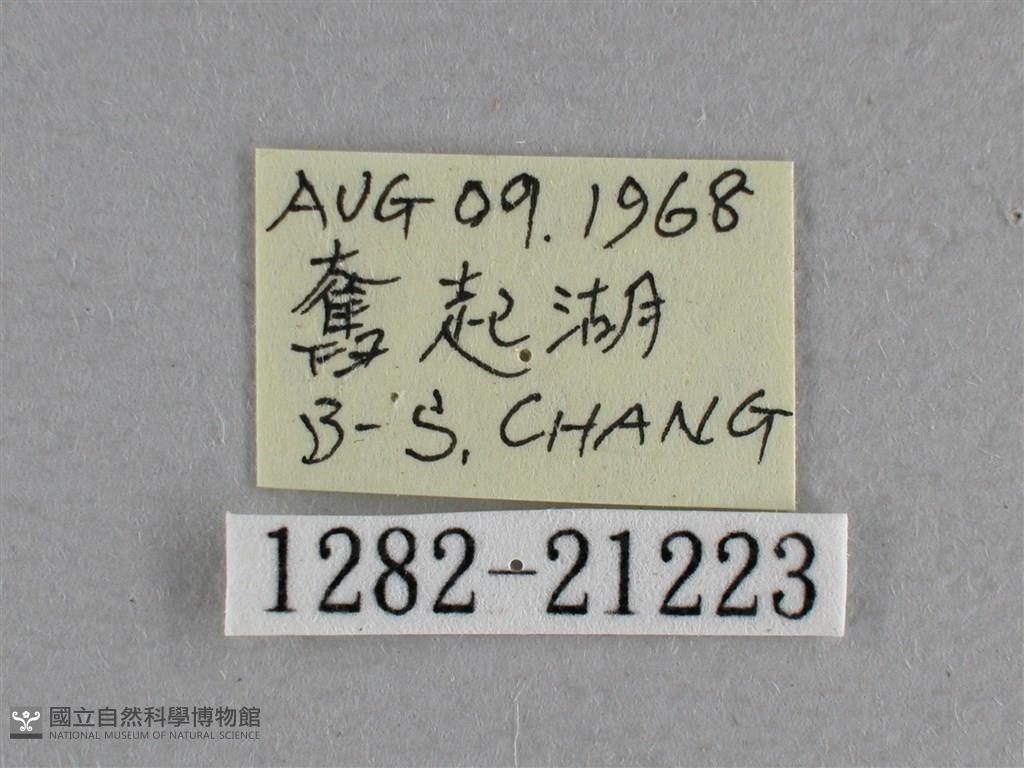 AUG 09. 1968
奮起湖
B-S. CHANG
1282-21223
國立自然科學博物館
NATIONAL MUSEUM OF NATURAL SCIENCE